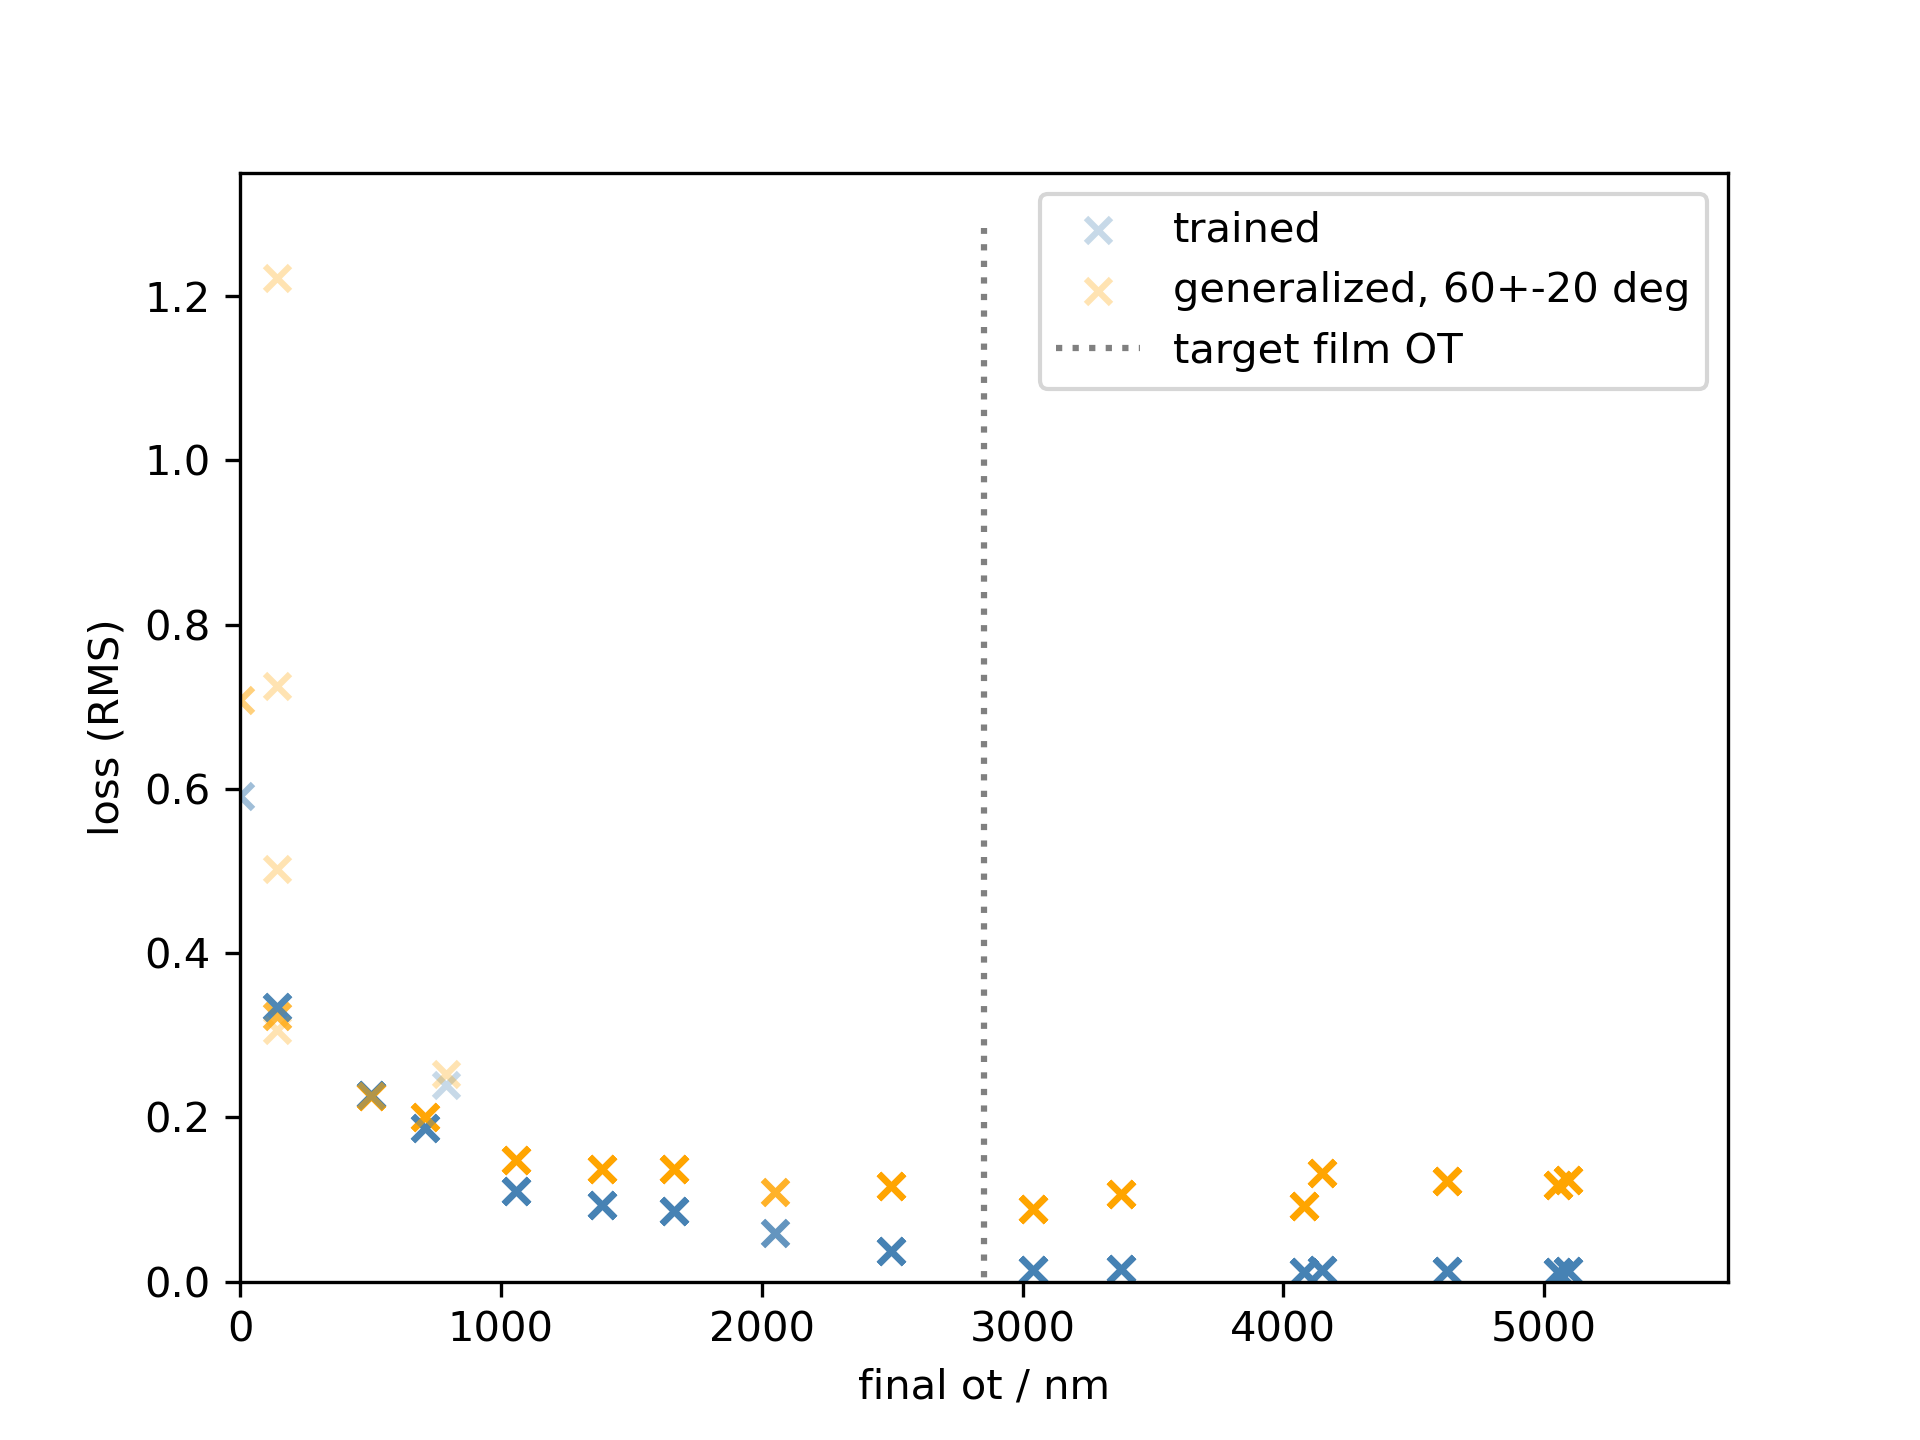 trained
generalized, 60+-20 deg
target film OT
1.2
1.0
0.8
0.6
0.4
0.2
0.0
loss (RMS)
0 1000 2000 3000 4000 5000
final ot / nm